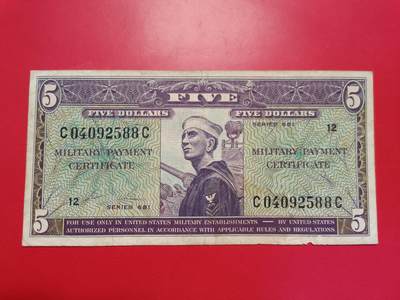 5 FIVE 5
FIVE DOLLARS FIVE DOLLARS
C04092588C SERIES 681 12
MILITARY PAYMENT MILITARY PAYMENT
CERTIFICATE CERTIFICATE
12 C04092588C
SERIES 681 SERIES 681
5 FOR USE ONLY IN UNITED STATES MILITARY ESTABLISHMENTS — BY UNITED STATES 5
AUTHORIZED PERSONNEL IN ACCORDANCE WITH APPLICABLE RULES AND REGULATIONS.